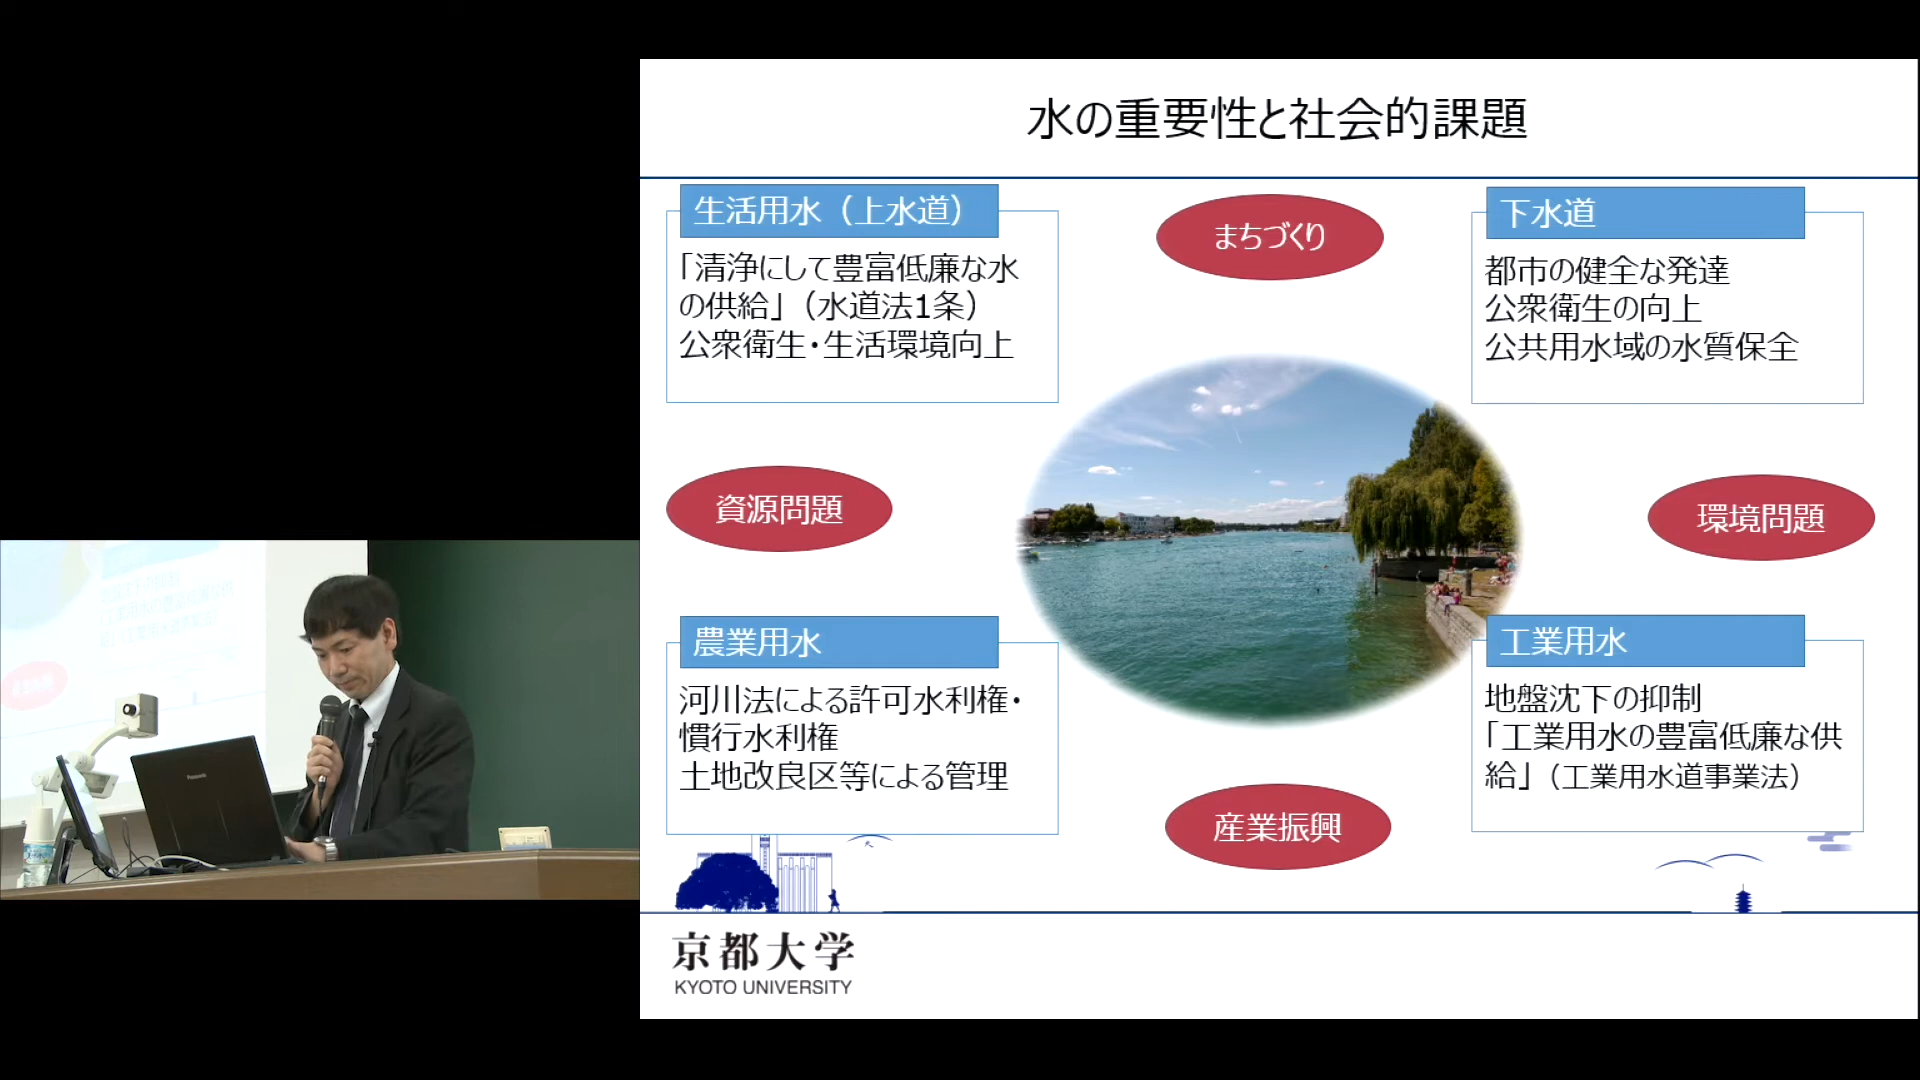 水の重要性と社会的課題
生活用水（上水道）
「清浄にして豊富低廉な水
の供給」（水道法1条）
公衆衛生・生活環境向上
まちづくり
下水道
都市の健全な発達
公衆衛生の向上
公共用水域の水質保全
資源問題
環境問題
農業用水
河川法による許可水利権・
慣行水利権
土地改良区等による管理
工業用水
地盤沈下の抑制
「工業用水の豊富低廉な供
給」（工業用水道事業法）
産業振興
京都大学
KYOTO UNIVERSITY
Panasonic